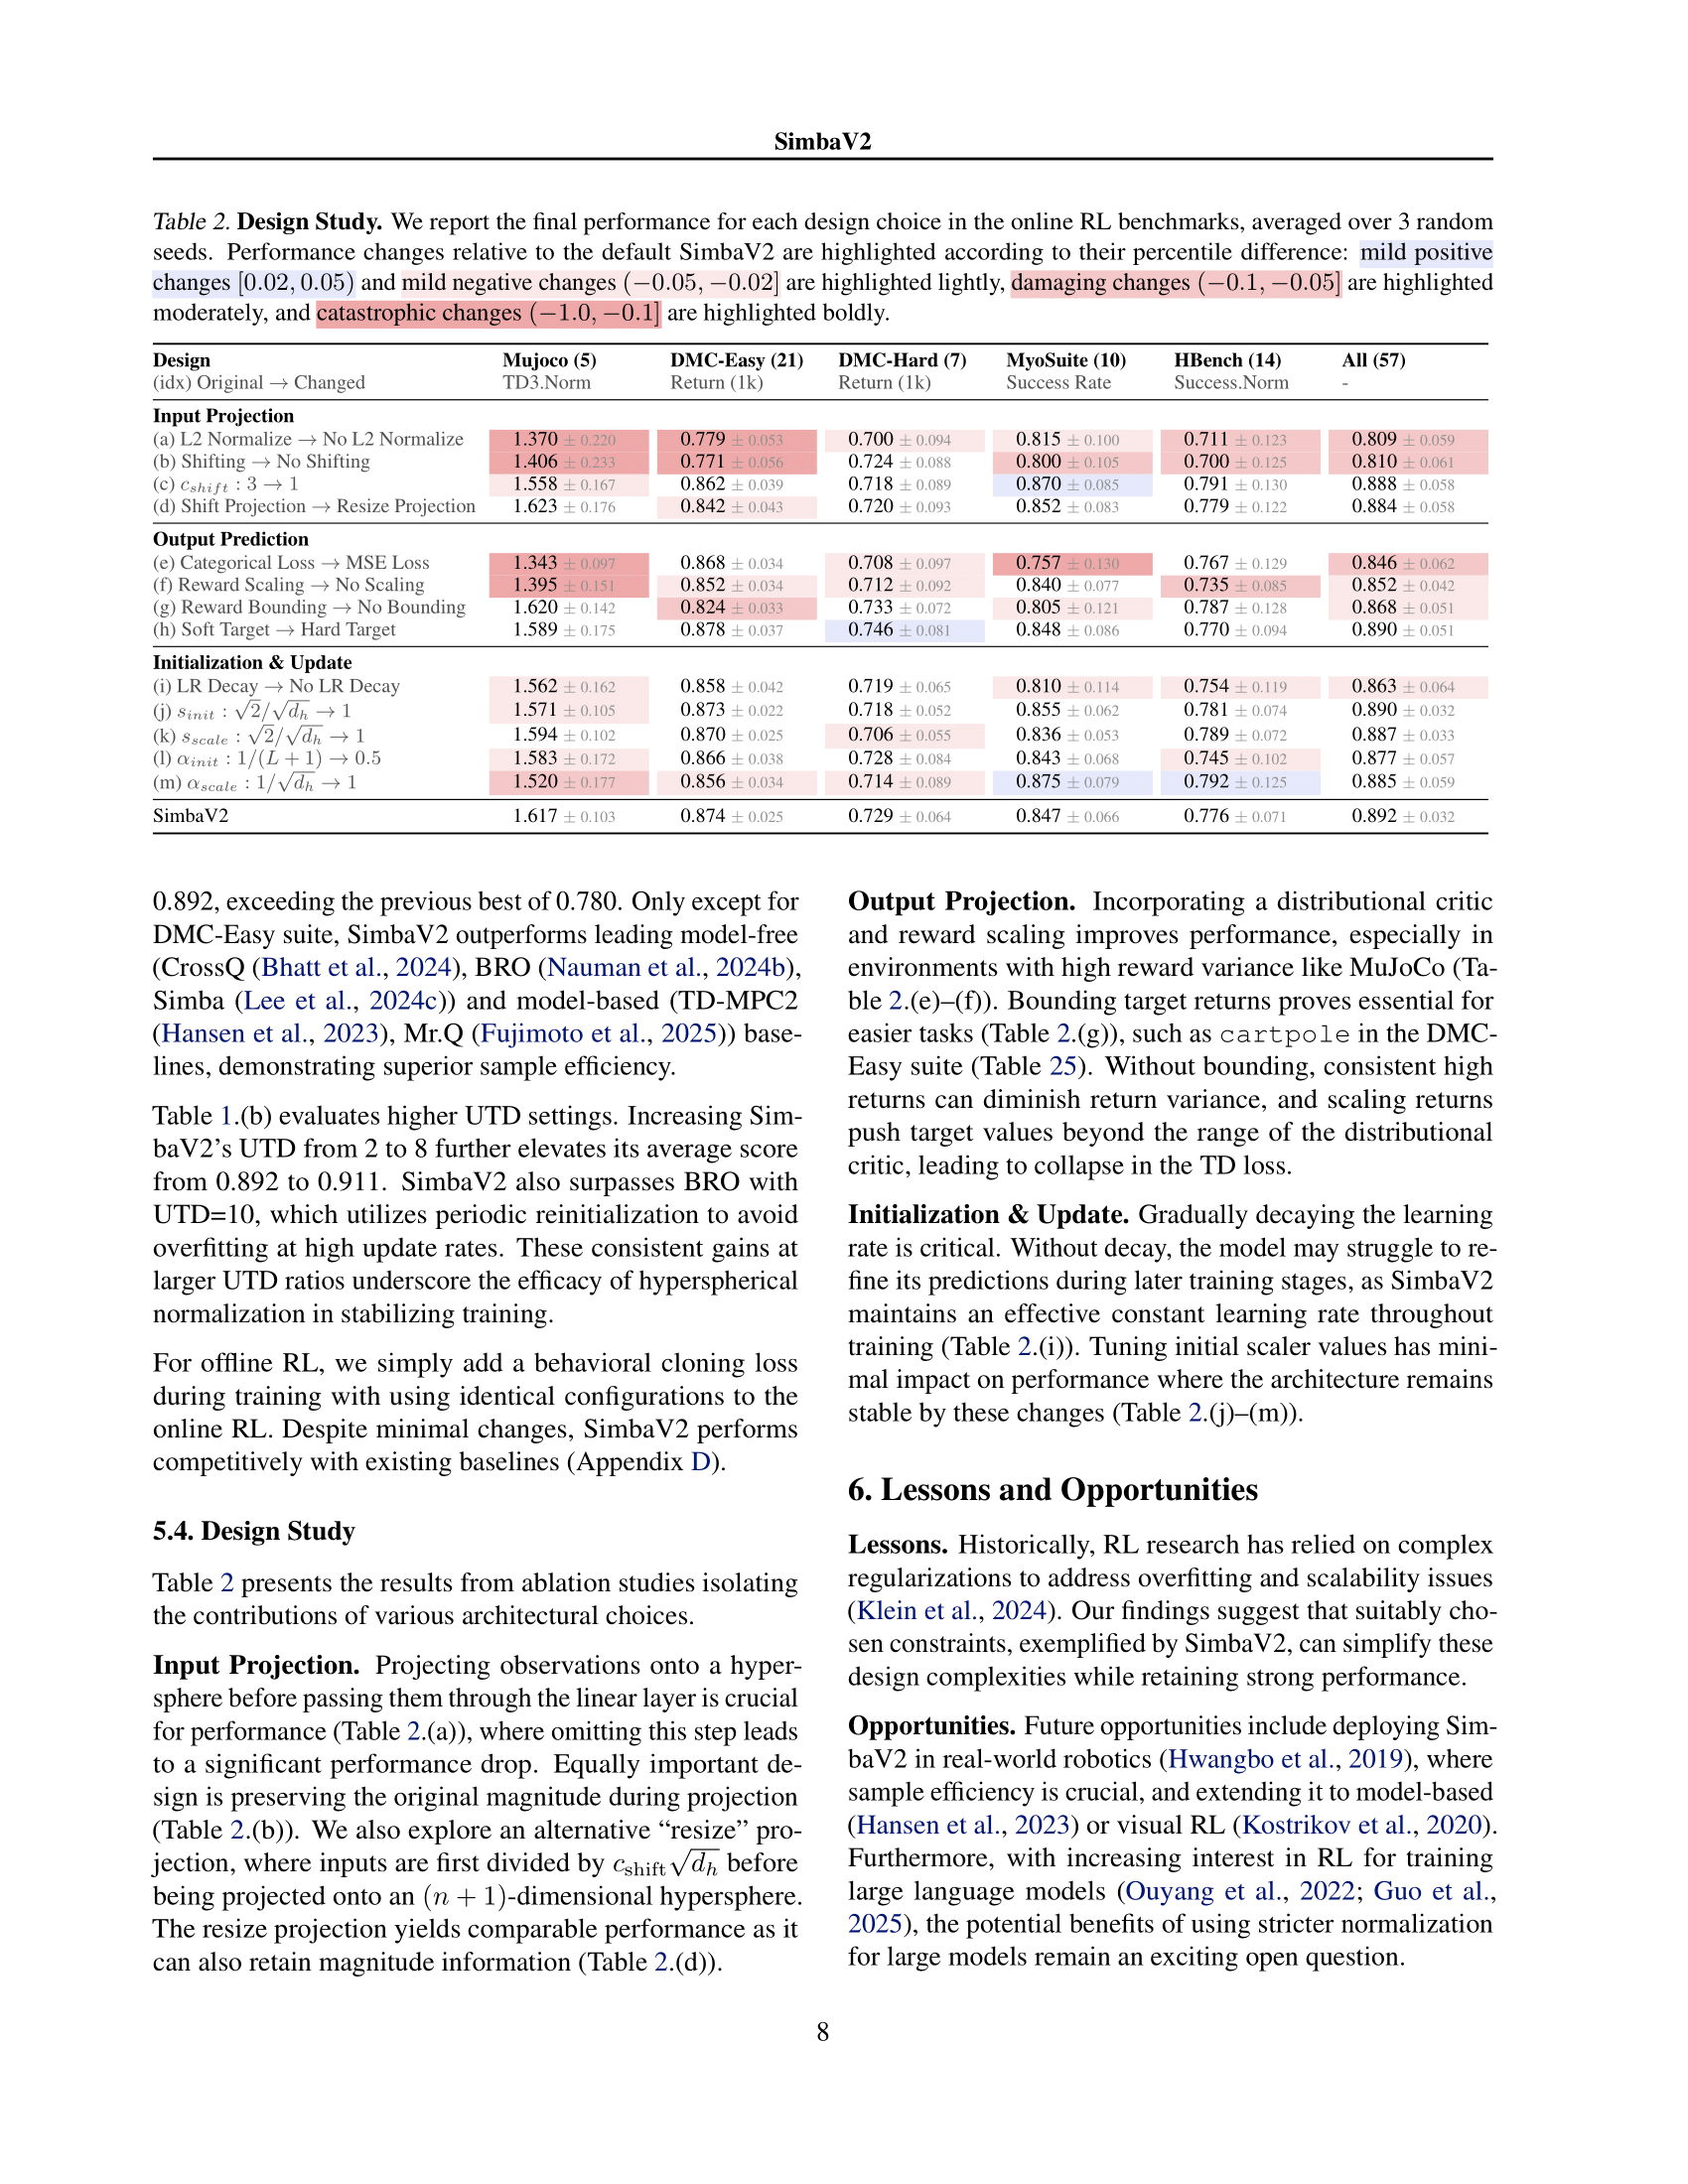 SimbaV2
Table 2. Design Study. We report the final performance for each design choice in the online RL benchmarks, averaged over 3 random
seeds. Performance changes relative to the default SimbaV2 are highlighted according to their percentile difference: mild positive
changes [0.02, 0.05) and mild negative changes (−0.05, −0.02] are highlighted lightly, damaging changes (−0.1, −0.05] are highlighted
moderately, and catastrophic changes (−1.0, −0.1] are highlighted boldly.
Design Mujoco (5) DMC-Easy (21) DMC-Hard (7) MyoSuite (10) HBench (14) All (57)
(idx) Original → Changed TD3.Norm Return (1k) Return (1k) Success Rate Success.Norm -
Input Projection
(a) L2 Normalize → No L2 Normalize 1.370 ± 0.220 0.779 ± 0.053 0.700 ± 0.094 0.815 ± 0.100 0.711 ± 0.123 0.809 ± 0.059
(b) Shifting → No Shifting 1.406 ± 0.233 0.771 ± 0.056 0.724 ± 0.088 0.800 ± 0.105 0.700 ± 0.125 0.810 ± 0.061
(c) c_shift : 3 → 1 1.558 ± 0.167 0.862 ± 0.039 0.718 ± 0.089 0.870 ± 0.085 0.791 ± 0.130 0.888 ± 0.058
(d) Shift Projection → Resize Projection 1.623 ± 0.176 0.842 ± 0.043 0.720 ± 0.093 0.852 ± 0.083 0.779 ± 0.122 0.884 ± 0.058
Output Prediction
(e) Categorical Loss → MSE Loss 1.343 ± 0.097 0.868 ± 0.034 0.708 ± 0.097 0.757 ± 0.130 0.767 ± 0.129 0.846 ± 0.062
(f) Reward Scaling → No Scaling 1.395 ± 0.151 0.852 ± 0.034 0.712 ± 0.092 0.840 ± 0.077 0.735 ± 0.085 0.852 ± 0.042
(g) Reward Bounding → No Bounding 1.620 ± 0.142 0.824 ± 0.033 0.733 ± 0.072 0.805 ± 0.121 0.787 ± 0.128 0.868 ± 0.051
(h) Soft Target → Hard Target 1.589 ± 0.175 0.878 ± 0.037 0.746 ± 0.081 0.848 ± 0.086 0.770 ± 0.094 0.890 ± 0.051
Initialization & Update
(i) LR Decay → No LR Decay 1.562 ± 0.162 0.858 ± 0.042 0.719 ± 0.065 0.810 ± 0.114 0.754 ± 0.119 0.863 ± 0.064
(j) s_init : √2/√d_h → 1 1.571 ± 0.105 0.873 ± 0.022 0.718 ± 0.052 0.855 ± 0.062 0.781 ± 0.074 0.890 ± 0.032
(k) s_scale : √2/√d_h → 1 1.594 ± 0.102 0.870 ± 0.025 0.706 ± 0.055 0.836 ± 0.053 0.789 ± 0.072 0.887 ± 0.033
(l) α_init : 1/(L + 1) → 0.5 1.583 ± 0.172 0.866 ± 0.038 0.728 ± 0.084 0.843 ± 0.068 0.745 ± 0.102 0.877 ± 0.057
(m) α_scale : 1/√d_h → 1 1.520 ± 0.177 0.856 ± 0.034 0.714 ± 0.089 0.875 ± 0.079 0.792 ± 0.125 0.885 ± 0.059
SimbaV2 1.617 ± 0.103 0.874 ± 0.025 0.729 ± 0.064 0.847 ± 0.066 0.776 ± 0.071 0.892 ± 0.032
0.892, exceeding the previous best of 0.780. Only except for
DMC-Easy suite, SimbaV2 outperforms leading model-free
(CrossQ (Bhatt et al., 2024), BRO (Nauman et al., 2024b),
Simba (Lee et al., 2024c)) and model-based (TD-MPC2
(Hansen et al., 2023), Mr.Q (Fujimoto et al., 2025)) base-
lines, demonstrating superior sample efficiency.
Table 1.(b) evaluates higher UTD settings. Increasing Sim-
baV2's UTD from 2 to 8 further elevates its average score
from 0.892 to 0.911. SimbaV2 also surpasses BRO with
UTD=10, which utilizes periodic reinitialization to avoid
overfitting at high update rates. These consistent gains at
larger UTD ratios underscore the efficacy of hyperspherical
normalization in stabilizing training.
For offline RL, we simply add a behavioral cloning loss
during training with using identical configurations to the
online RL. Despite minimal changes, SimbaV2 performs
competitively with existing baselines (Appendix D).
5.4. Design Study
Table 2 presents the results from ablation studies isolating
the contributions of various architectural choices.
Input Projection. Projecting observations onto a hyper-
sphere before passing them through the linear layer is crucial
for performance (Table 2.(a)), where omitting this step leads
to a significant performance drop. Equally important de-
sign is preserving the original magnitude during projection
(Table 2.(b)). We also explore an alternative “resize” pro-
jection, where inputs are first divided by c_shift√d_h before
being projected onto an (n + 1)-dimensional hypersphere.
The resize projection yields comparable performance as it
can also retain magnitude information (Table 2.(d)).
Output Projection. Incorporating a distributional critic
and reward scaling improves performance, especially in
environments with high reward variance like MuJoCo (Ta-
ble 2.(e)–(f)). Bounding target returns proves essential for
easier tasks (Table 2.(g)), such as cartpole in the DMC-
Easy suite (Table 25). Without bounding, consistent high
returns can diminish return variance, and scaling returns
push target values beyond the range of the distributional
critic, leading to collapse in the TD loss.
Initialization & Update. Gradually decaying the learning
rate is critical. Without decay, the model may struggle to re-
fine its predictions during later training stages, as SimbaV2
maintains an effective constant learning rate throughout
training (Table 2.(i)). Tuning initial scaler values has mini-
mal impact on performance where the architecture remains
stable by these changes (Table 2.(j)–(m)).
6. Lessons and Opportunities
Lessons. Historically, RL research has relied on complex
regularizations to address overfitting and scalability issues
(Klein et al., 2024). Our findings suggest that suitably cho-
sen constraints, exemplified by SimbaV2, can simplify these
design complexities while retaining strong performance.
Opportunities. Future opportunities include deploying Sim-
baV2 in real-world robotics (Hwangbo et al., 2019), where
sample efficiency is crucial, and extending it to model-based
(Hansen et al., 2023) or visual RL (Kostrikov et al., 2020).
Furthermore, with increasing interest in RL for training
large language models (Ouyang et al., 2022; Guo et al.,
2025), the potential benefits of using stricter normalization
for large models remain an exciting open question.
8